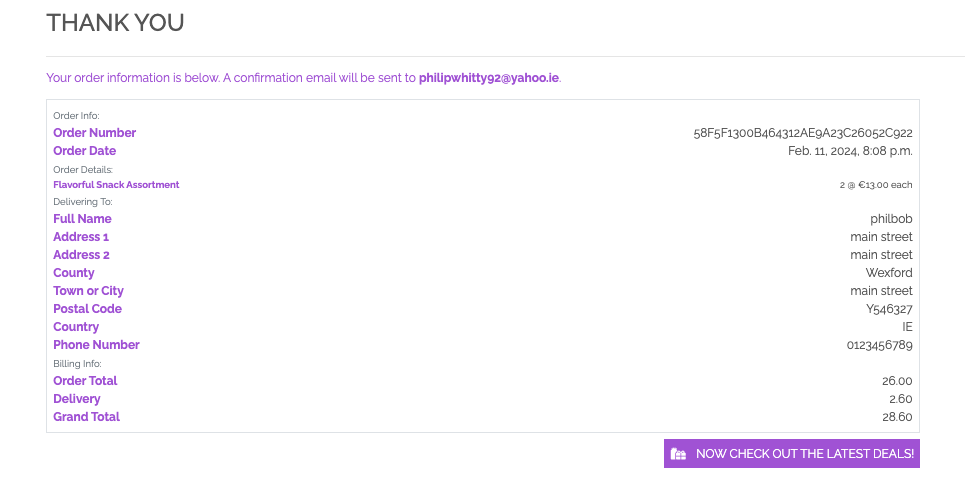 THANK YOU
Your order information is below. A confirmation email will be sent to philipwhitty92@yahoo.ie.
Order Info:
Order Number 58F5F1300B464312AE9A23C26052C922
Order Date Feb. 11, 2024, 8:08 p.m.
Order Details:
Flavorful Snack Assortment 2 @ €13.00 each
Delivering To:
Full Name philbob
Address 1 main street
Address 2 main street
County Wexford
Town or City main street
Postal Code Y546327
Country IE
Phone Number 0123456789
Billing Info:
Order Total 26.00
Delivery 2.60
Grand Total 28.60
NOW CHECK OUT THE LATEST DEALS!